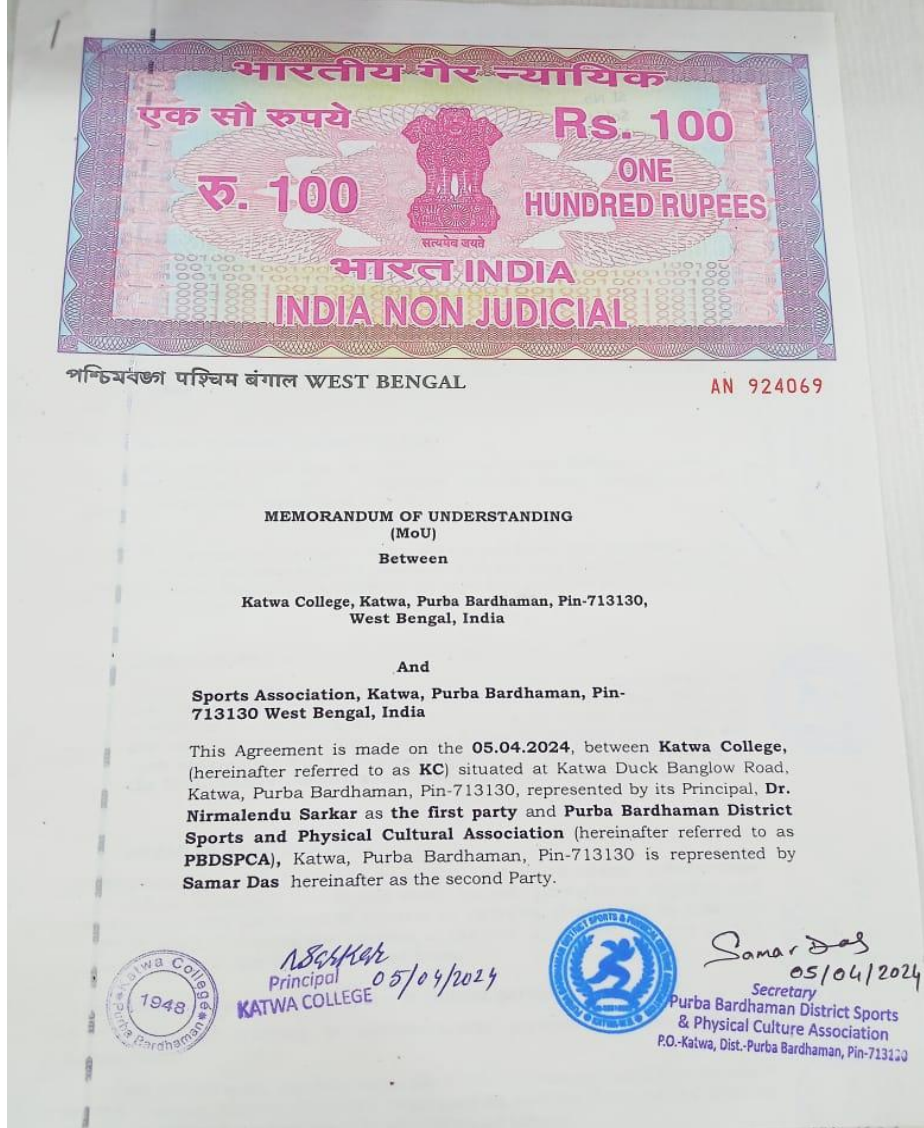 भारतीय गैर न्यायिक
एक सौ रुपये
Rs. 100
रु. 100
ONE
HUNDRED RUPEES
सत्यमेव जयते
भारत INDIA
INDIA NON JUDICIAL
পশ্চিমবঙ্গ पश्चिम बंगाल WEST BENGAL
AN 924069
MEMORANDUM OF UNDERSTANDING
(MoU)
Between
Katwa College, Katwa, Purba Bardhaman, Pin-713130,
West Bengal, India
And
Sports Association, Katwa, Purba Bardhaman, Pin-
713130 West Bengal, India
This Agreement is made on the 05.04.2024, between Katwa College,
(hereinafter referred to as KC) situated at Katwa Duck Banglow Road,
Katwa, Purba Bardhaman, Pin-713130, represented by its Principal, Dr.
Nirmalendu Sarkar as the first party and Purba Bardhaman District
Sports and Physical Cultural Association (hereinafter referred to as
PBDSPCA), Katwa, Purba Bardhaman, Pin-713130 is represented by
Samar Das hereinafter as the second Party.
Katwa College
1948
Purba Bardhaman
NSarkar
05/04/2024
Principal
KATWA COLLEGE
Samar Das
05/04/2024
Secretary
Purba Bardhaman District Sports
& Physical Culture Association
P.O.-Katwa, Dist.-Purba Bardhaman, Pin-713130